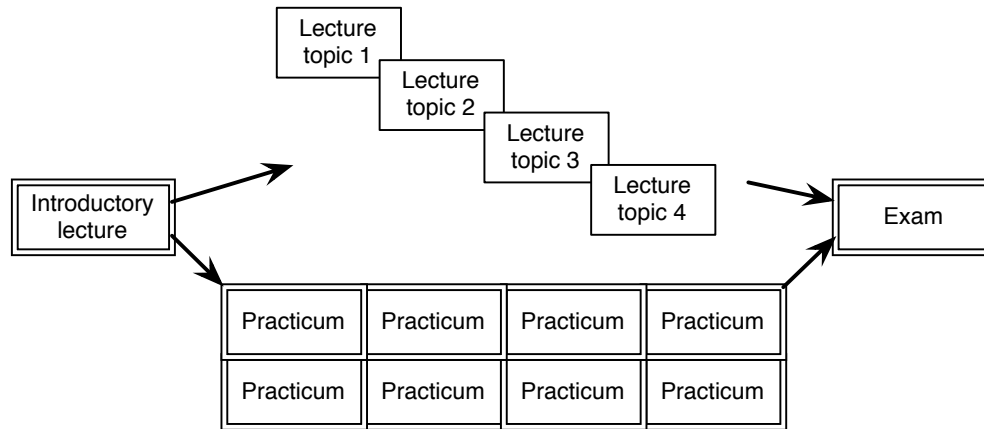 Lecture
topic 1
Lecture
topic 2
Lecture
topic 3
Lecture
topic 4
Introductory
lecture
Exam
Practicum
Practicum
Practicum
Practicum
Practicum
Practicum
Practicum
Practicum